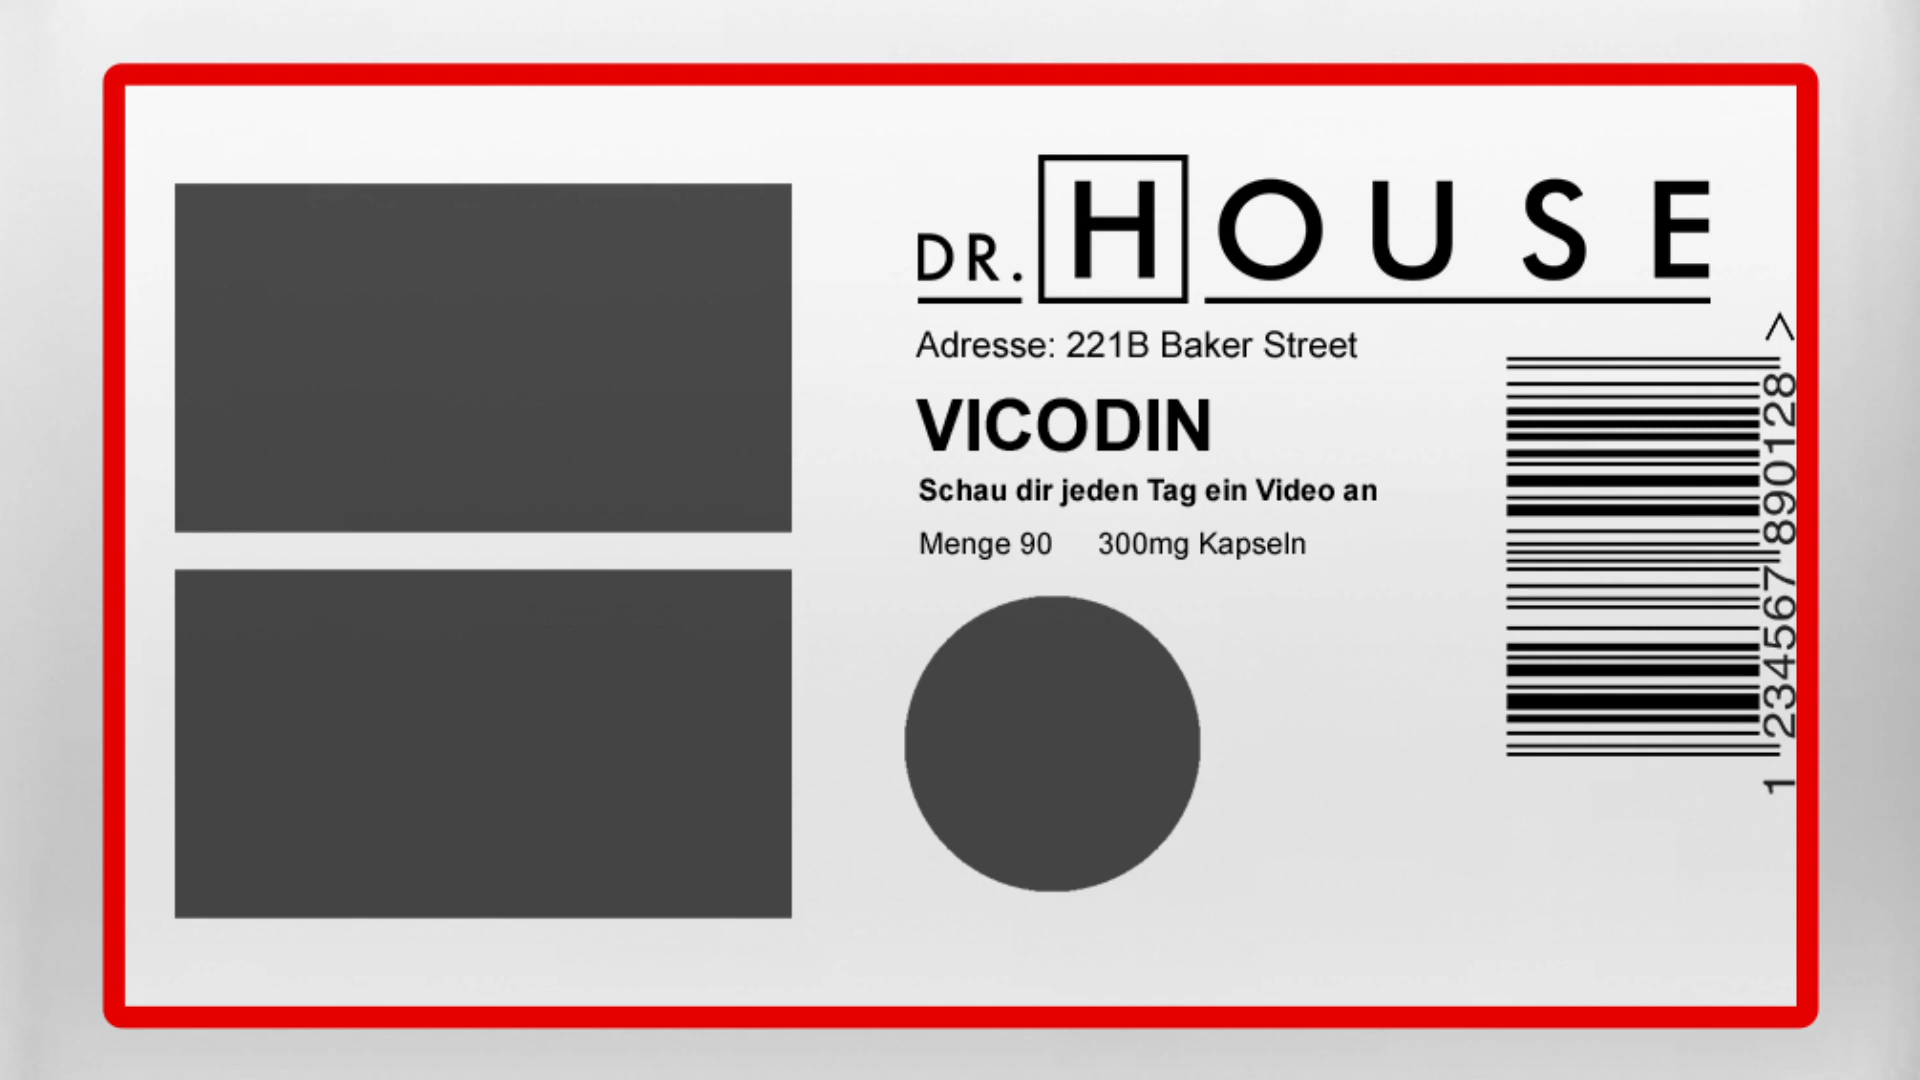 DR. HOUSE
Adresse: 221B Baker Street
VICODIN
Schau dir jeden Tag ein Video an
Menge 90 300mg Kapseln
1 234567 890128 >